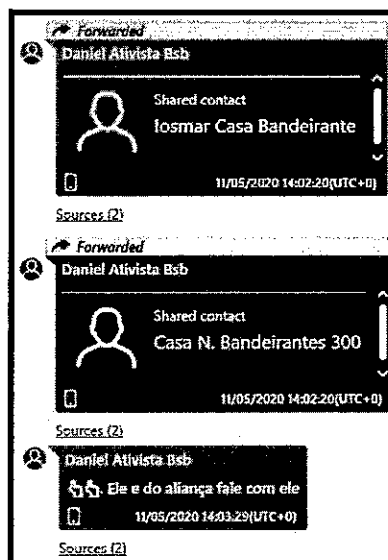 Forwarded
Daniel Ativista Bsb
Shared contact
Iosmar Casa Bandeirante
11/05/2020 14:02:20(UTC+0)
Sources (2)
Forwarded
Daniel Ativista Bsb
Shared contact
Casa N. Bandeirantes 300
11/05/2020 14:02:20(UTC+0)
Sources (2)
Daniel Ativista Bsb
👆👆. Ele e do aliança fale com ele
11/05/2020 14:03:29(UTC+0)
Sources (2)